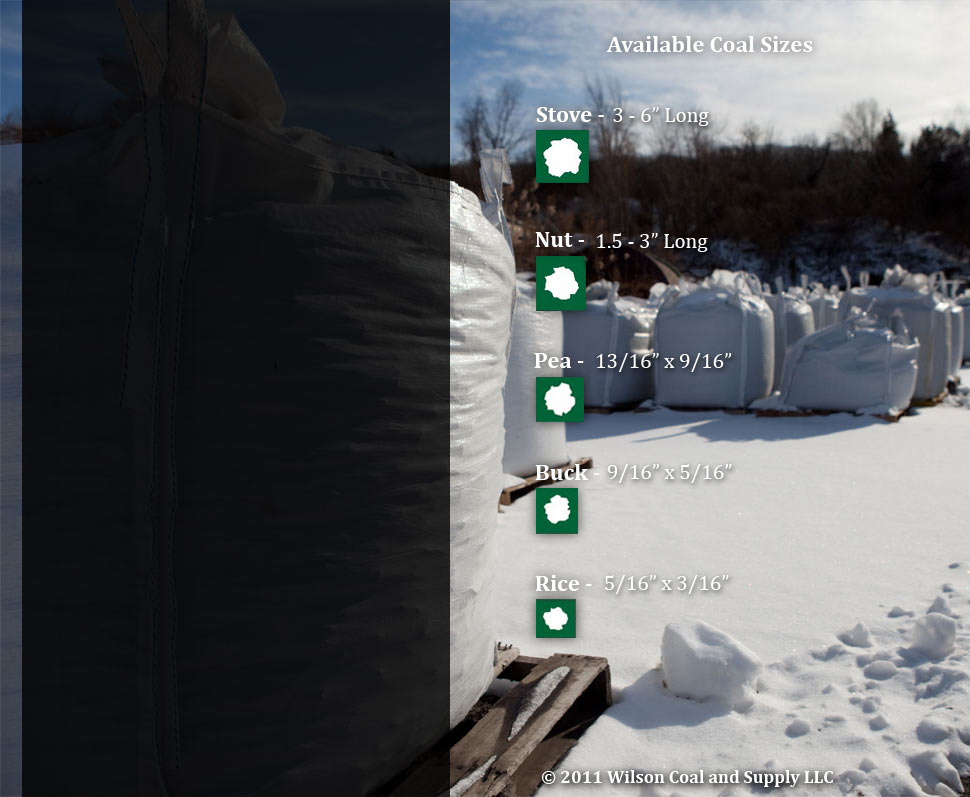 Available Coal Sizes
Stove - 3 - 6” Long
Nut - 1.5 - 3” Long
Pea - 13/16” x 9/16”
Buck - 9/16” x 5/16”
Rice - 5/16” x 3/16”
© 2011 Wilson Coal and Supply LLC